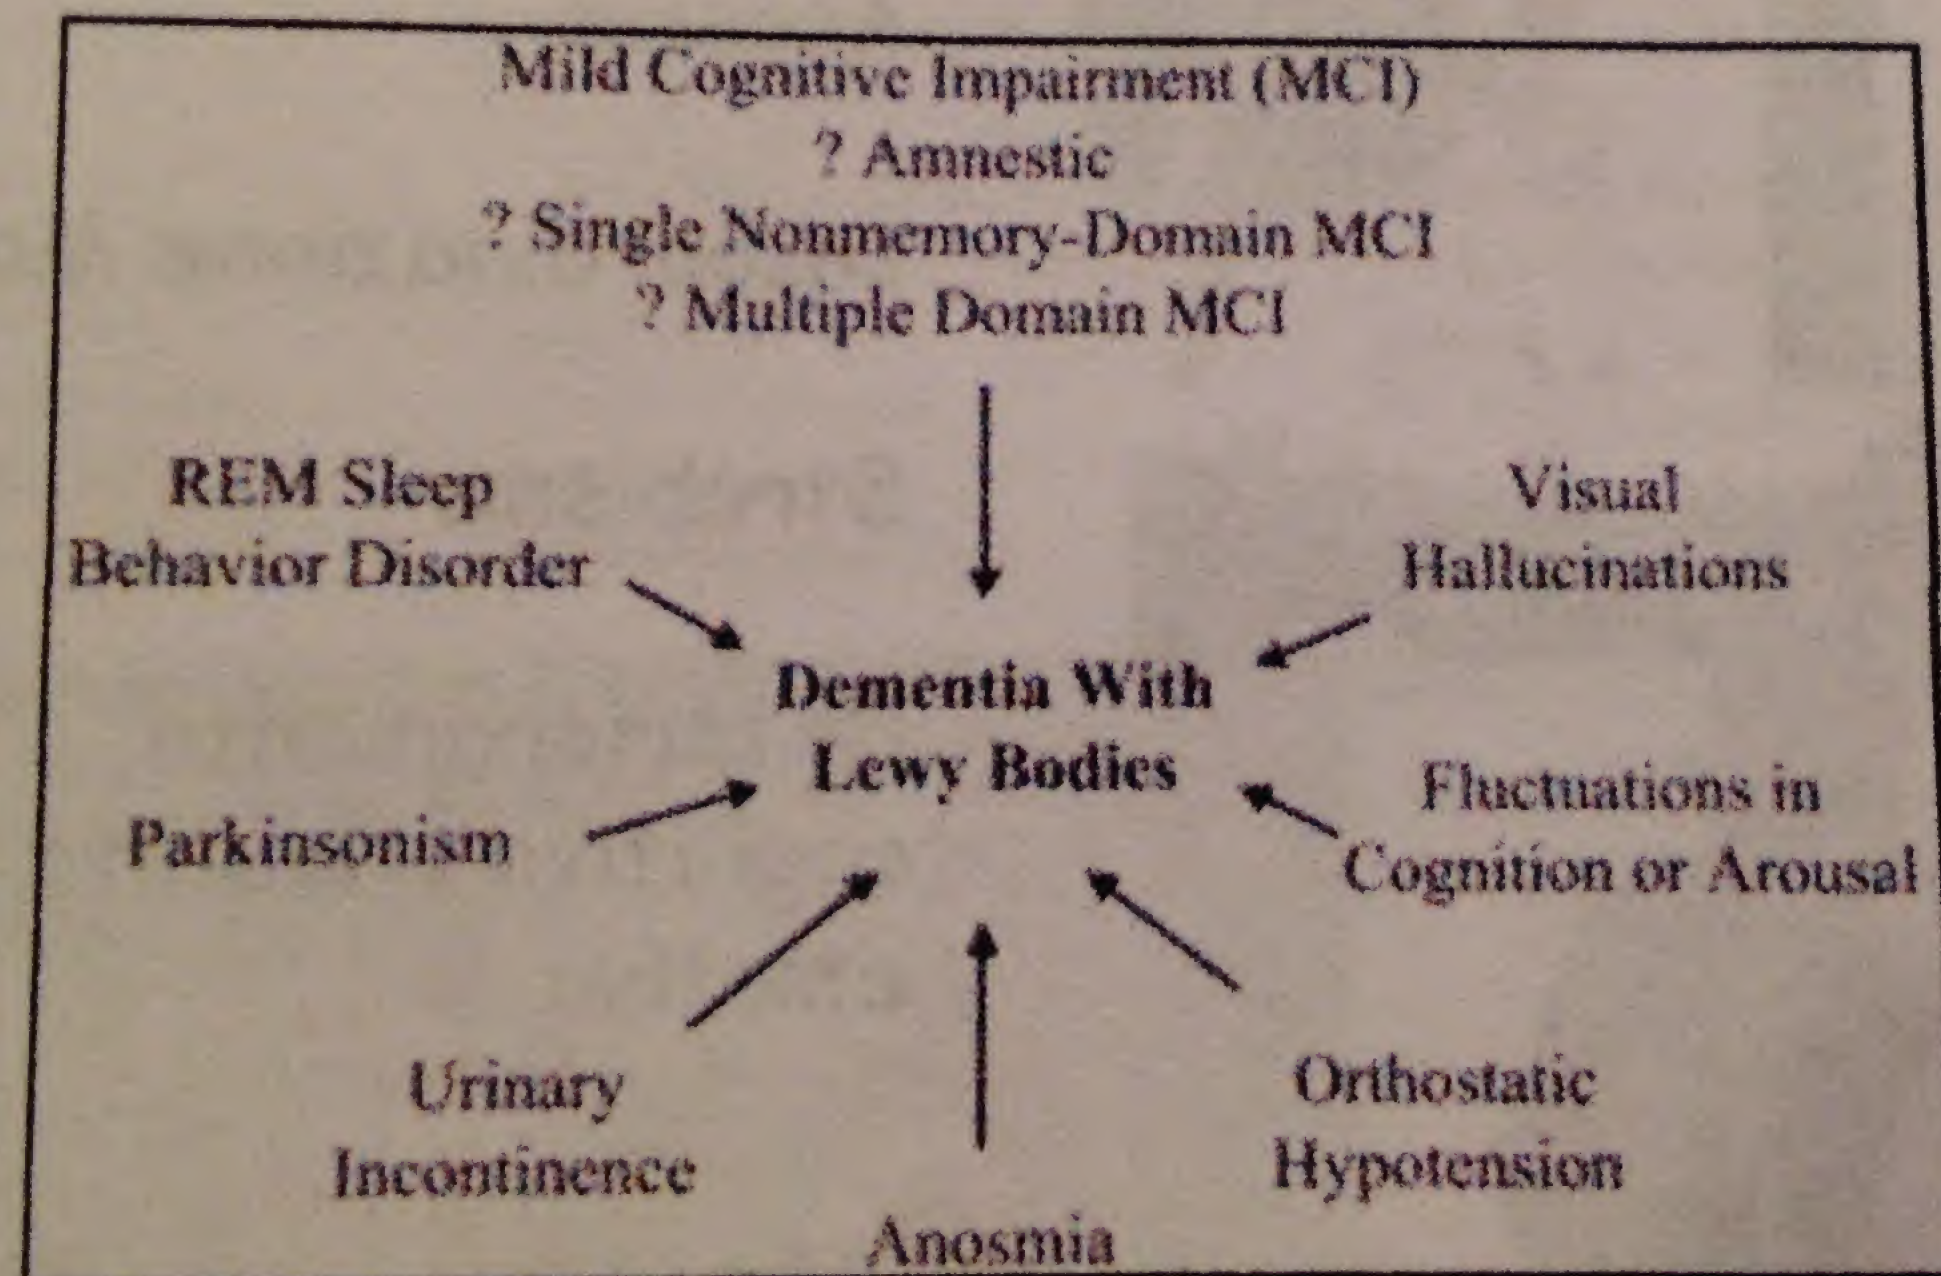 Mild Cognitive Impairment (MCI)
? Amnestic
? Single Nonmemory-Domain MCI
? Multiple Domain MCI
REM Sleep
Behavior Disorder
Visual
Hallucinations
Dementia With
Lewy Bodies
Parkinsonism
Fluctuations in
Cognition or Arousal
Urinary
Incontinence
Orthostatic
Hypotension
Anosmia